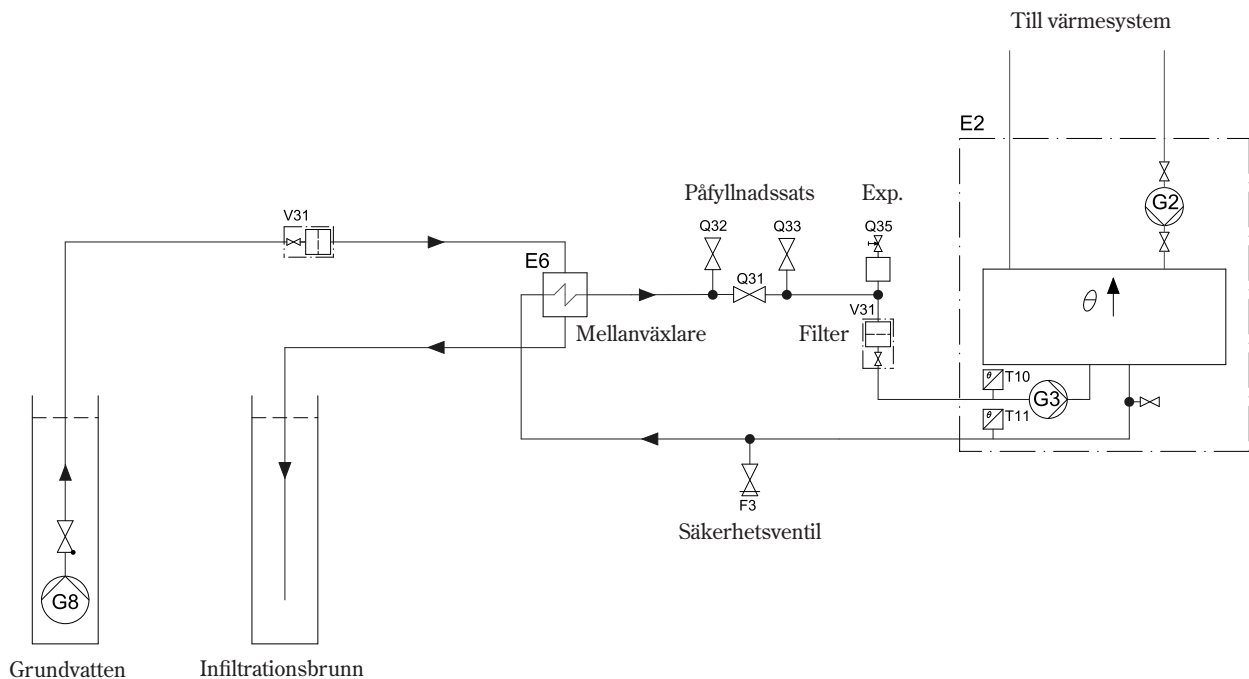 Till värmesystem
E2
Påfyllnadssats
Exp.
G2
V31
Q32
Q33
Q35
E6
Q31
θ
V31
Mellanväxlare
Filter
θ
T10
G3
θ
T11
F3
Säkerhetsventil
G8
Grundvatten
Infiltrationsbrunn